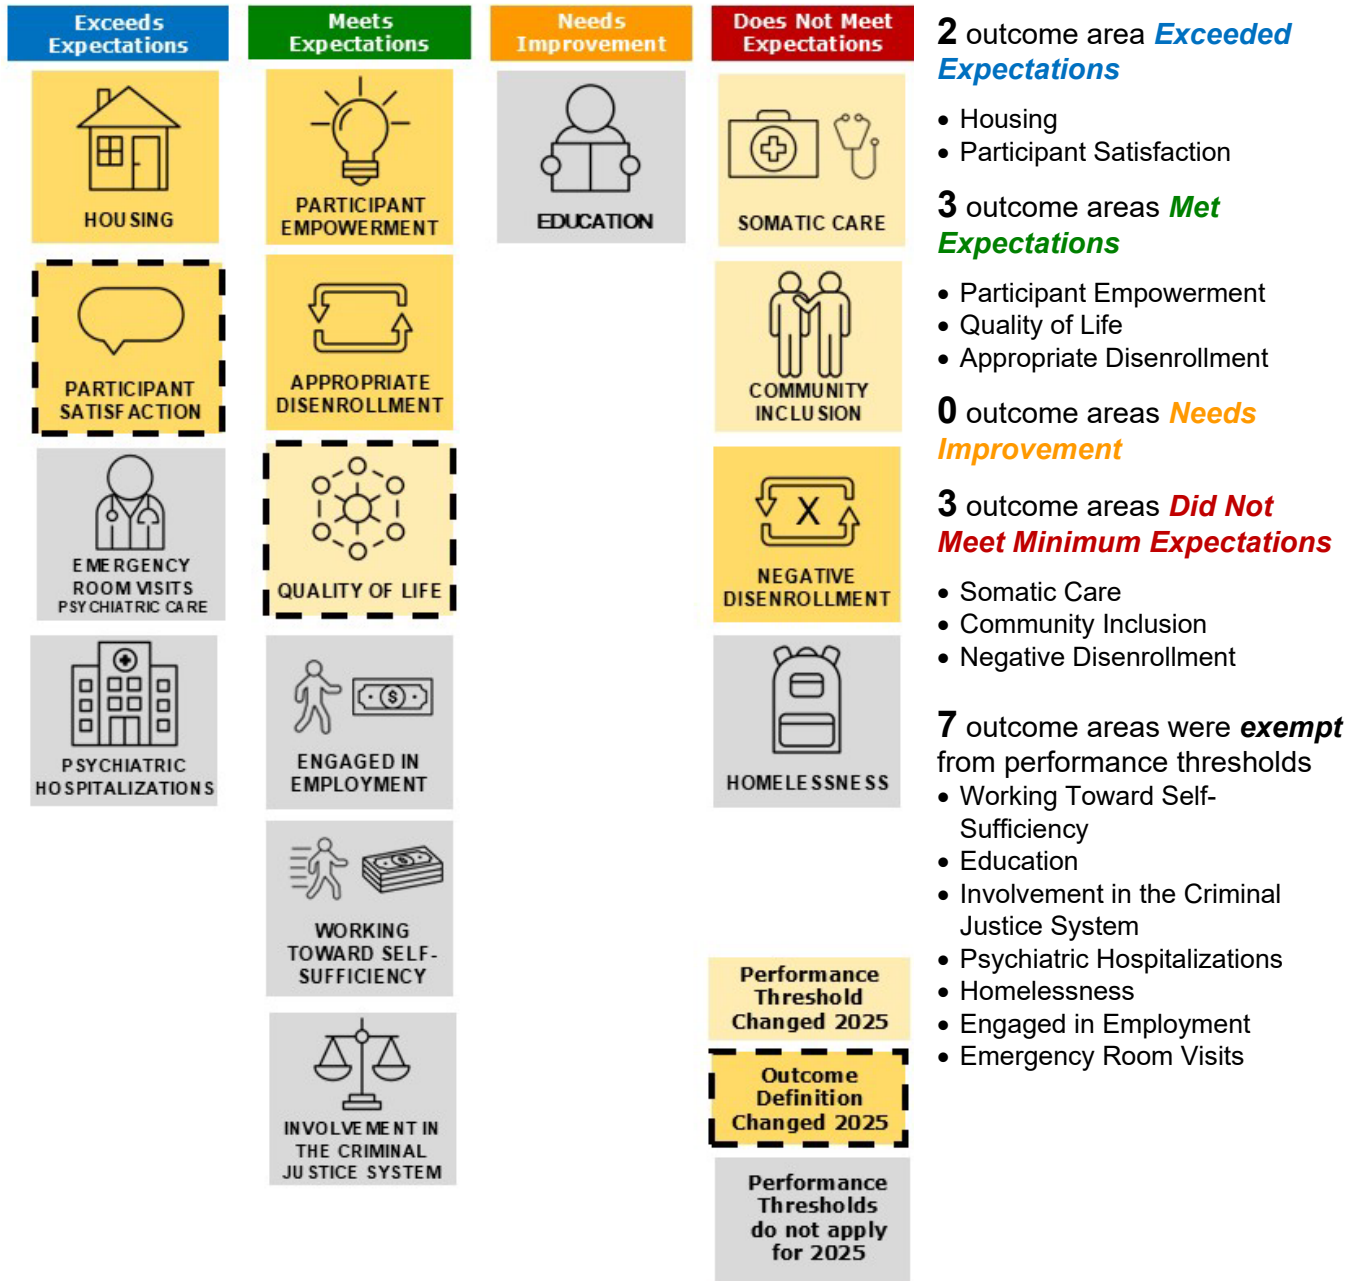 Exceeds
Expectations
Meets
Expectations
Needs
Improvement
Does Not Meet
Expectations
HOUSING
PARTICIPANT
SATISFACTION
EMERGENCY
ROOM VISITS
PSYCHIATRIC CARE
PSYCHIATRIC
HOSPITALIZATIONS
PARTICIPANT
EMPOWERMENT
APPROPRIATE
DISENROLLMENT
QUALITY OF LIFE
ENGAGED IN
EMPLOYMENT
WORKING
TOWARD SELF-
SUFFICIENCY
INVOLVEMENT IN
THE CRIMINAL
JUSTICE SYSTEM
EDUCATION
SOMATIC CARE
COMMUNITY
INCLUSION
X
NEGATIVE
DISENROLLMENT
HOMELESSNESS
Performance
Threshold
Changed 2025
Outcome
Definition
Changed 2025
Performance
Thresholds
do not apply
for 2025
2 outcome area Exceeded
Expectations
• Housing
• Participant Satisfaction
3 outcome areas Met
Expectations
• Participant Empowerment
• Quality of Life
• Appropriate Disenrollment
0 outcome areas Needs
Improvement
3 outcome areas Did Not
Meet Minimum Expectations
• Somatic Care
• Community Inclusion
• Negative Disenrollment
7 outcome areas were exempt
from performance thresholds
• Working Toward Self-
Sufficiency
• Education
• Involvement in the Criminal
Justice System
• Psychiatric Hospitalizations
• Homelessness
• Engaged in Employment
• Emergency Room Visits